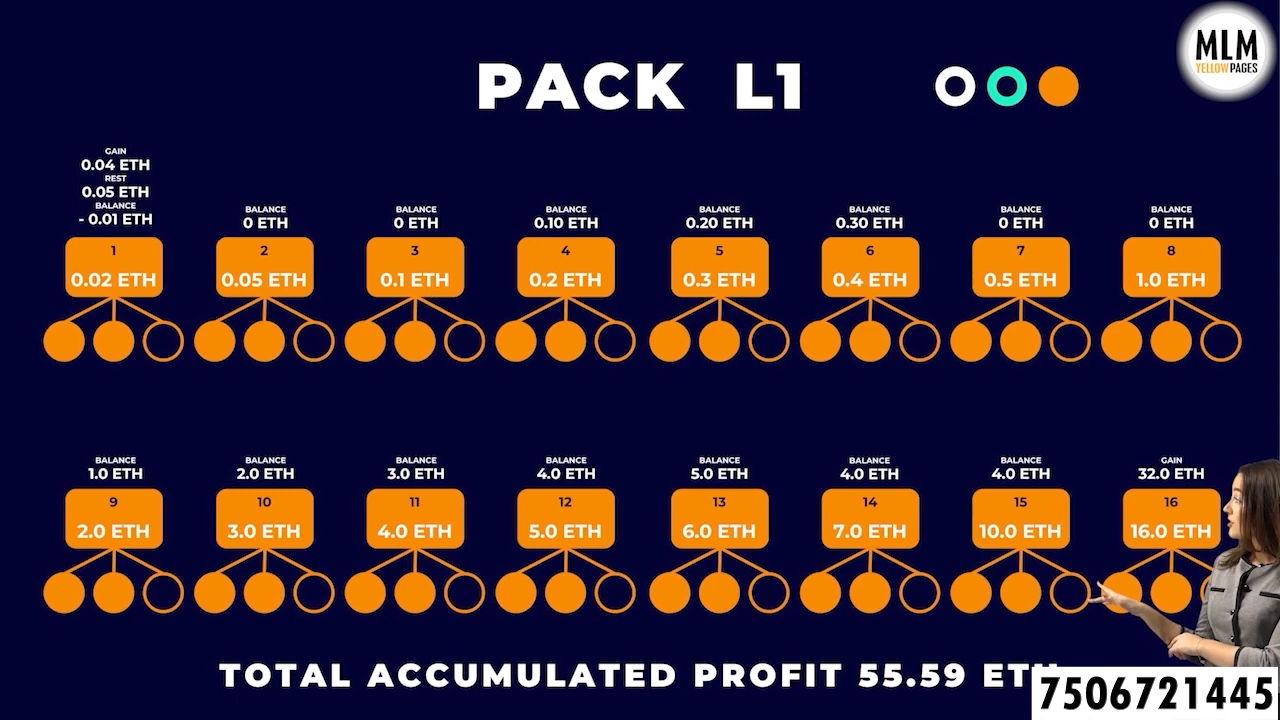 MLM
YELLOW PAGES
PACK L1
GAIN
0.04 ETH
REST
0.05 ETH
BALANCE
- 0.01 ETH
BALANCE
0 ETH
BALANCE
0 ETH
BALANCE
0.10 ETH
BALANCE
0.20 ETH
BALANCE
0.30 ETH
BALANCE
0 ETH
BALANCE
0 ETH
1
0.02 ETH
2
0.05 ETH
3
0.1 ETH
4
0.2 ETH
5
0.3 ETH
6
0.4 ETH
7
0.5 ETH
8
1.0 ETH
BALANCE
1.0 ETH
BALANCE
2.0 ETH
BALANCE
3.0 ETH
BALANCE
4.0 ETH
BALANCE
5.0 ETH
BALANCE
4.0 ETH
BALANCE
4.0 ETH
GAIN
32.0 ETH
9
2.0 ETH
10
3.0 ETH
11
4.0 ETH
12
5.0 ETH
13
6.0 ETH
14
7.0 ETH
15
10.0 ETH
16
16.0 ETH
TOTAL ACCUMULATED PROFIT 55.59 ETH
7506721445